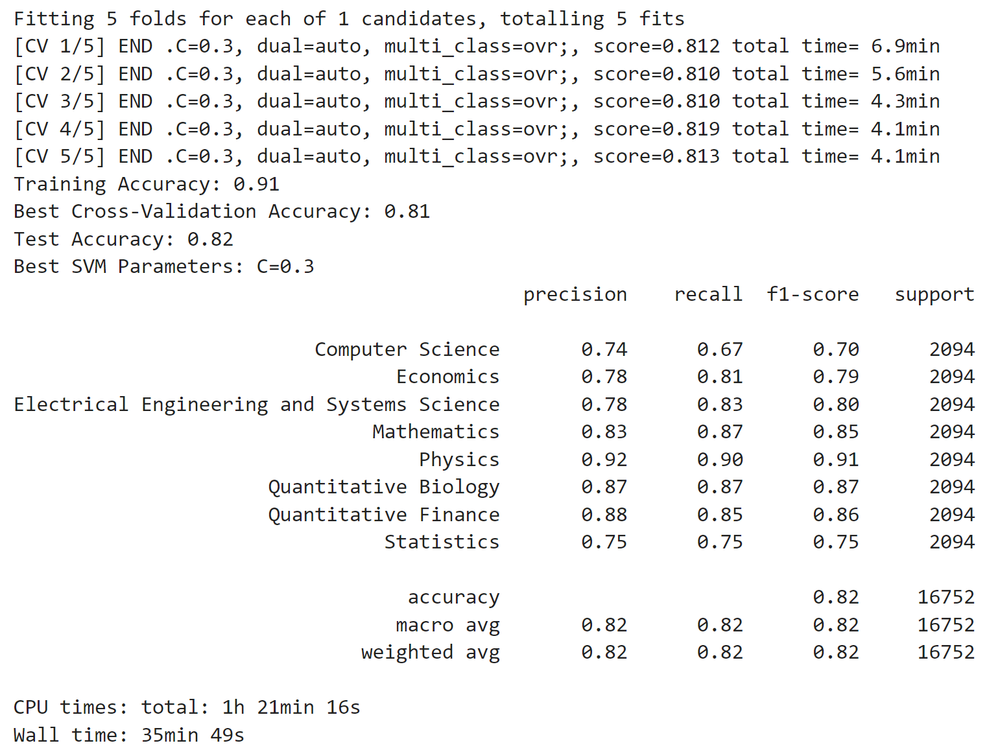 Fitting 5 folds for each of 1 candidates, totalling 5 fits
[CV 1/5] END .C=0.3, dual=auto, multi_class=ovr;, score=0.812 total time= 6.9min
[CV 2/5] END .C=0.3, dual=auto, multi_class=ovr;, score=0.810 total time= 5.6min
[CV 3/5] END .C=0.3, dual=auto, multi_class=ovr;, score=0.810 total time= 4.3min
[CV 4/5] END .C=0.3, dual=auto, multi_class=ovr;, score=0.819 total time= 4.1min
[CV 5/5] END .C=0.3, dual=auto, multi_class=ovr;, score=0.813 total time= 4.1min
Training Accuracy: 0.91
Best Cross-Validation Accuracy: 0.81
Test Accuracy: 0.82
Best SVM Parameters: C=0.3
precision recall f1-score support
Computer Science 0.74 0.67 0.70 2094
Economics 0.78 0.81 0.79 2094
Electrical Engineering and Systems Science 0.78 0.83 0.80 2094
Mathematics 0.83 0.87 0.85 2094
Physics 0.92 0.90 0.91 2094
Quantitative Biology 0.87 0.87 0.87 2094
Quantitative Finance 0.88 0.85 0.86 2094
Statistics 0.75 0.75 0.75 2094
accuracy 0.82 16752
macro avg 0.82 0.82 0.82 16752
weighted avg 0.82 0.82 0.82 16752
CPU times: total: 1h 21min 16s
Wall time: 35min 49s